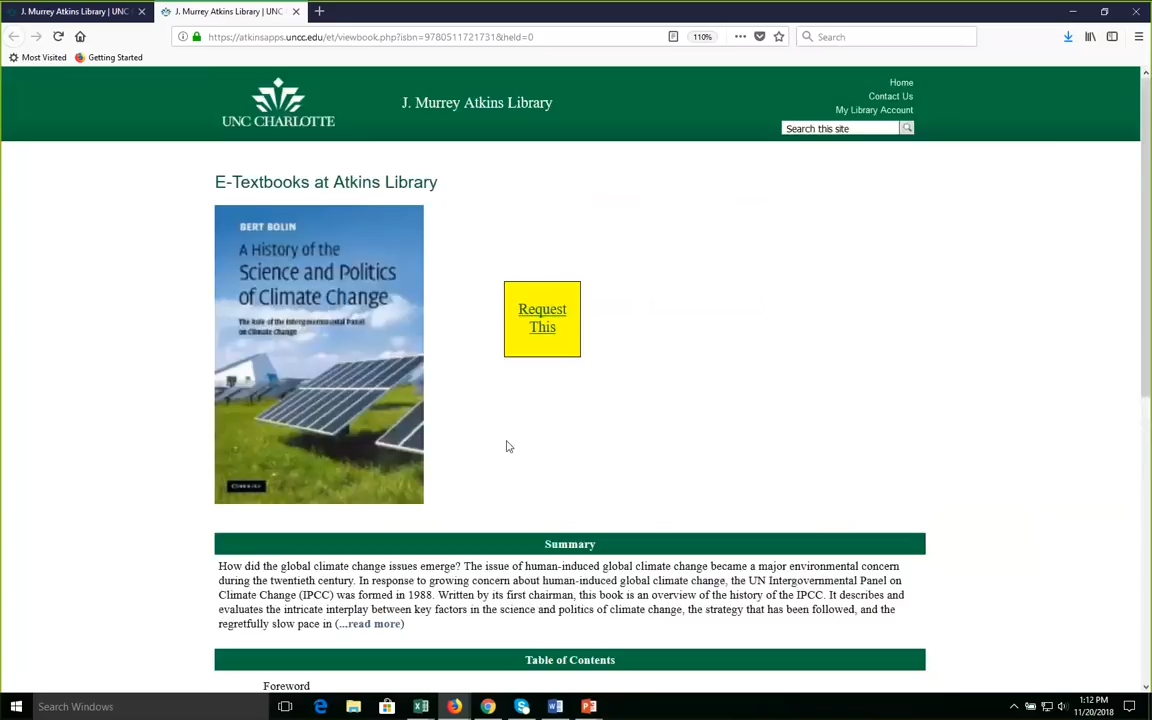 J. Murrey Atkins Library | UNC
J. Murrey Atkins Library | UNC
https://atkinsapps.uncc.edu/et/viewbook.php?isbn=9780511721731&held=0
110%
Search
Most Visited
Getting Started
UNC CHARLOTTE
J. Murrey Atkins Library
Home
Contact Us
My Library Account
Search this site
E-Textbooks at Atkins Library
BERT BOLIN
A History of the
Science and Politics
of Climate Change
The Role of the Intergovernmental Panel
on Climate Change
Request
This
Summary
How did the global climate change issues emerge? The issue of human-induced global climate change became a major environmental concern
during the twentieth century. In response to growing concern about human-induced global climate change, the UN Intergovernmental Panel on
Climate Change (IPCC) was formed in 1988. Written by its first chairman, this book is an overview of the history of the IPCC. It describes and
evaluates the intricate interplay between key factors in the science and politics of climate change, the strategy that has been followed, and the
regretfully slow pace in (...read more)
Table of Contents
Foreword
Search Windows
1:12 PM
11/20/2018